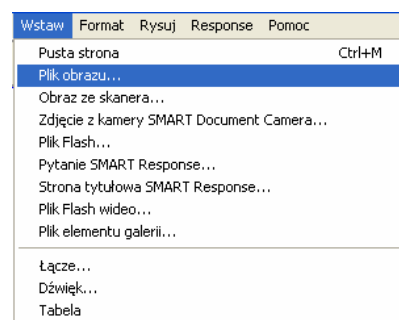 Wstaw Format Rysuj Response Pomoc
Pusta strona Ctrl+M
Plik obrazu...
Obraz ze skanera...
Zdjęcie z kamery SMART Document Camera...
Plik Flash...
Pytanie SMART Response...
Strona tytułowa SMART Response...
Plik Flash wideo...
Plik elementu galerii...
Łącze...
Dźwięk...
Tabela